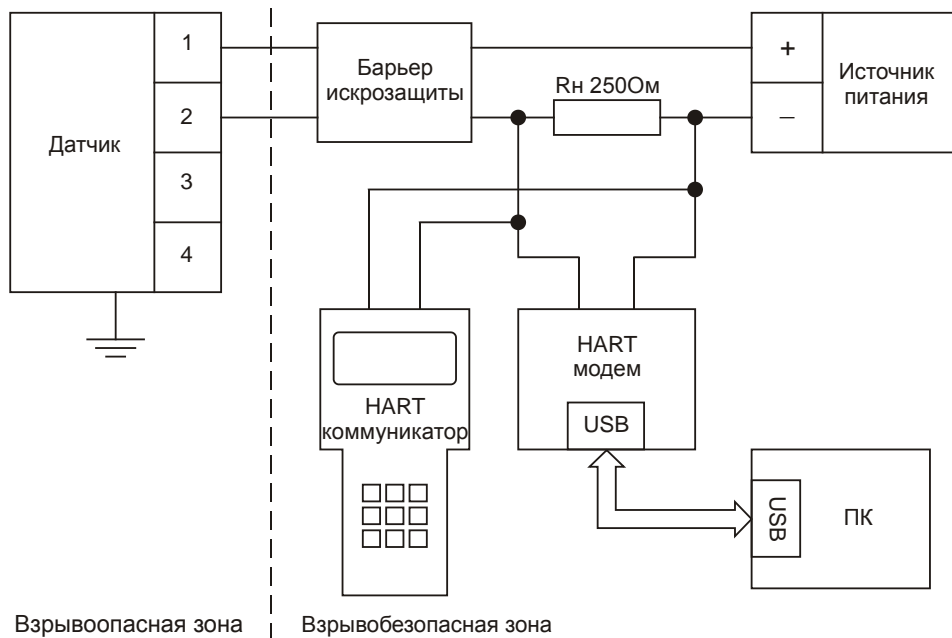 Датчик
1
2
3
4
Барьер
искрозащиты
Rн 250Ом
+
–
Источник
питания
HART
коммуникатор
HART
модем
USB
USB
ПК
Взрывоопасная зона
Взрывобезопасная зона